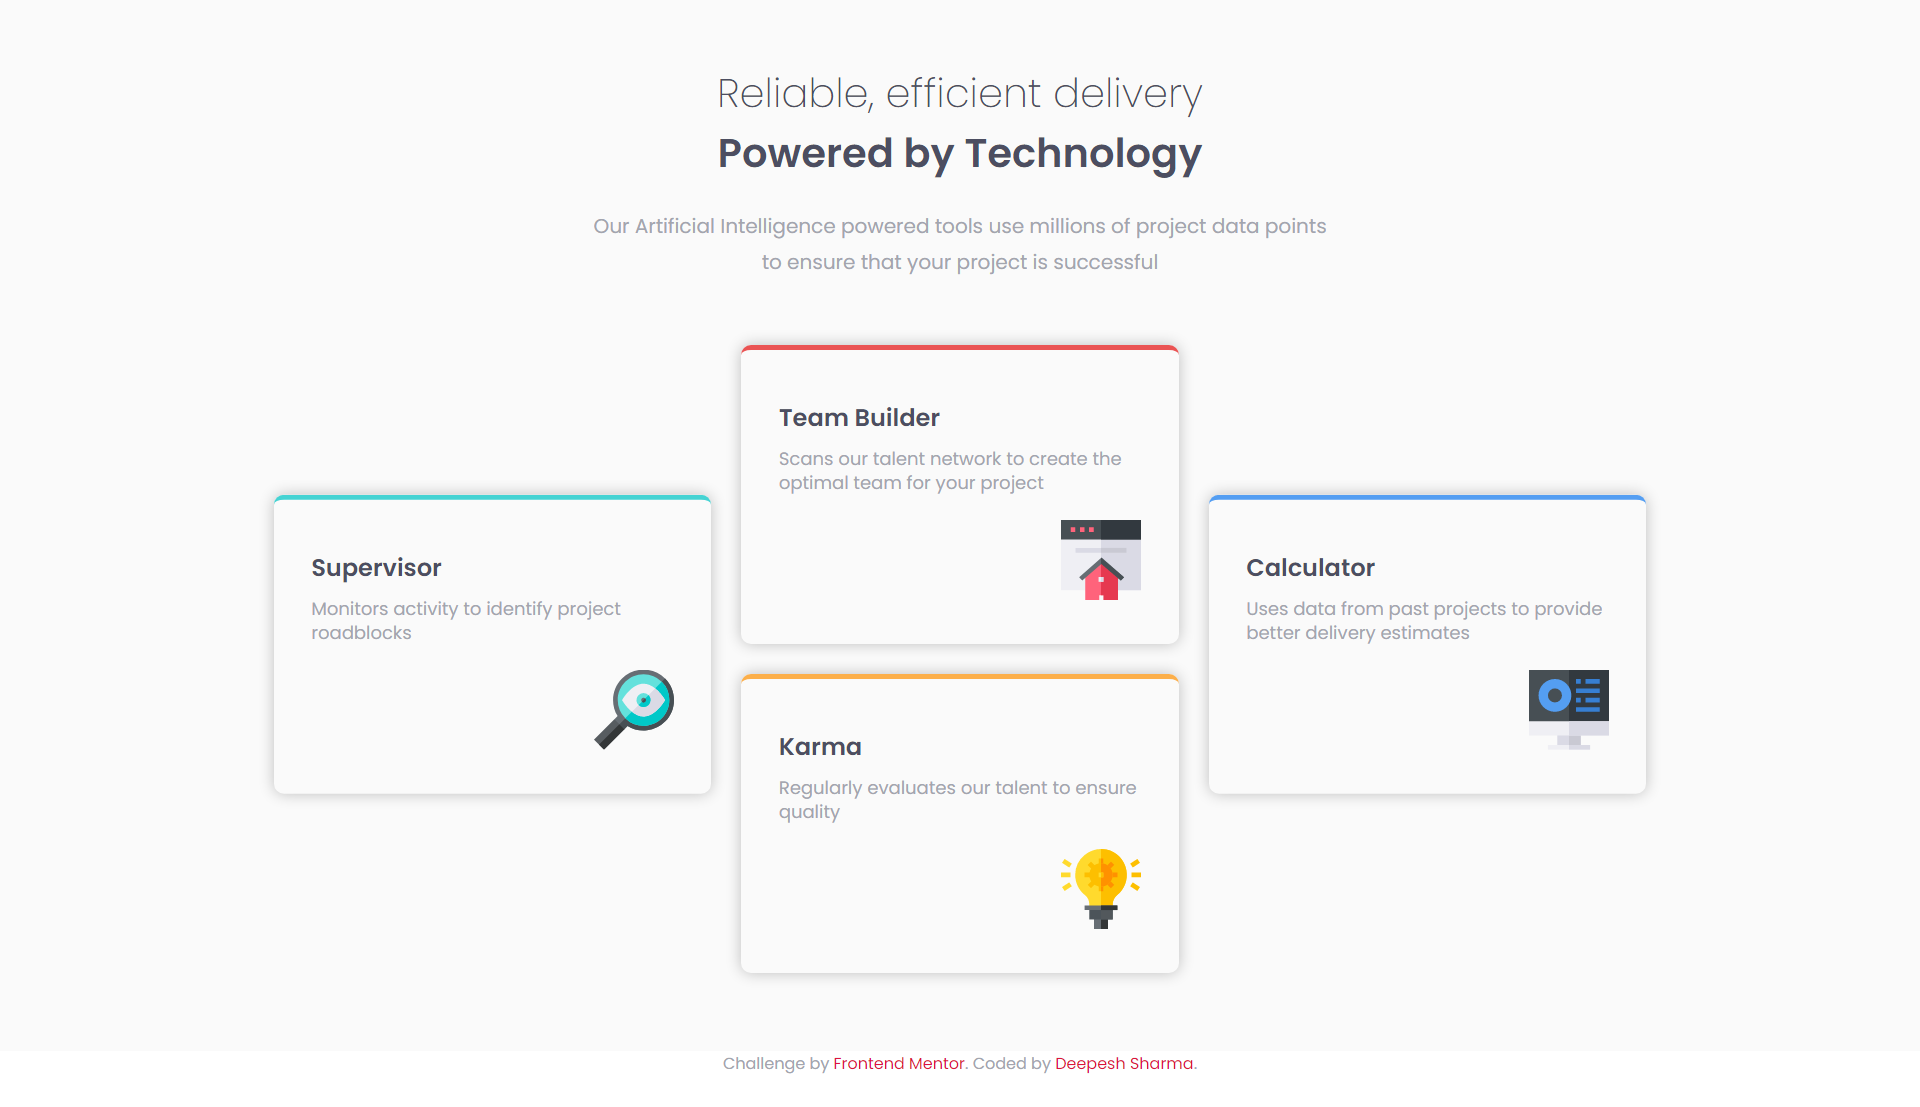 Reliable, efficient delivery
Powered by Technology
Our Artificial Intelligence powered tools use millions of project data points
to ensure that your project is successful
Supervisor
Monitors activity to identify project
roadblocks
Team Builder
Scans our talent network to create the
optimal team for your project
Karma
Regularly evaluates our talent to ensure
quality
Calculator
Uses data from past projects to provide
better delivery estimates
Challenge by Frontend Mentor. Coded by Deepesh Sharma.